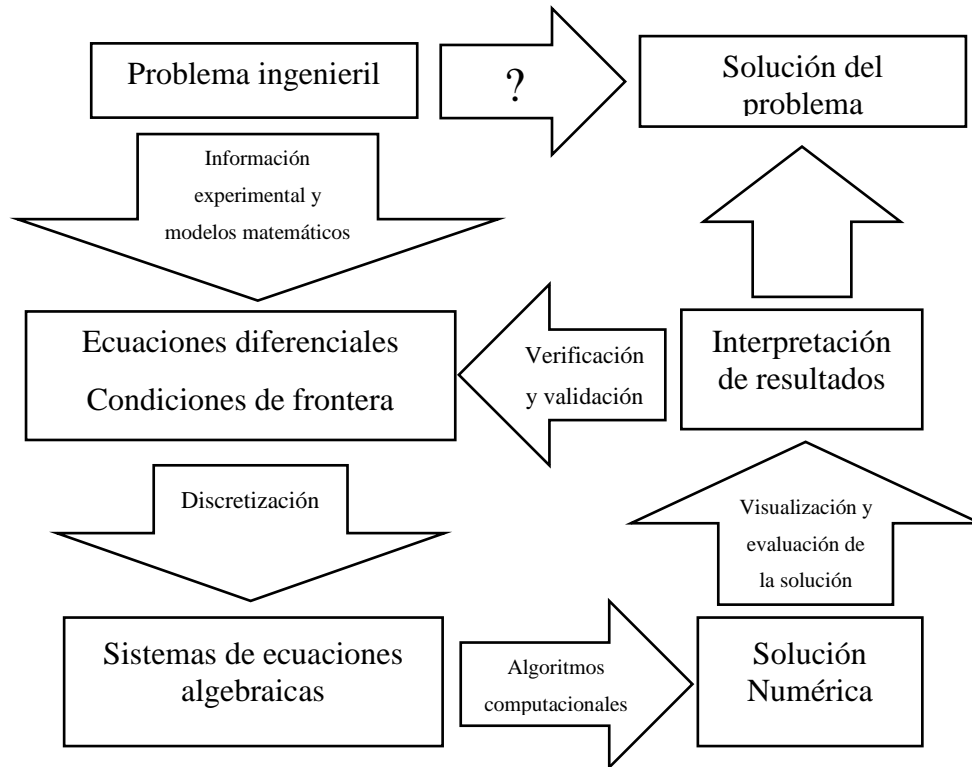 Problema ingenieril
?
Solución del
problema
Información
experimental y
modelos matemáticos
Ecuaciones diferenciales
Condiciones de frontera
Verificación
y validación
Interpretación
de resultados
Discretización
Visualización y
evaluación de
la solución
Sistemas de ecuaciones
algebraicas
Algoritmos
computacionales
Solución
Numérica